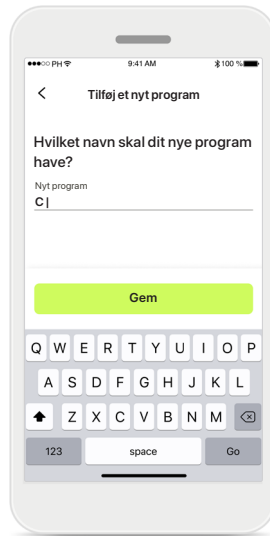 PH 9:41 AM 100 %
Tilføj et nyt program
Hvilket navn skal dit nye program
have?
Nyt program
C|
Gem
Q W E R T Y U I O P
A S D F G H J K L
Z X C V B N M
123 space Go